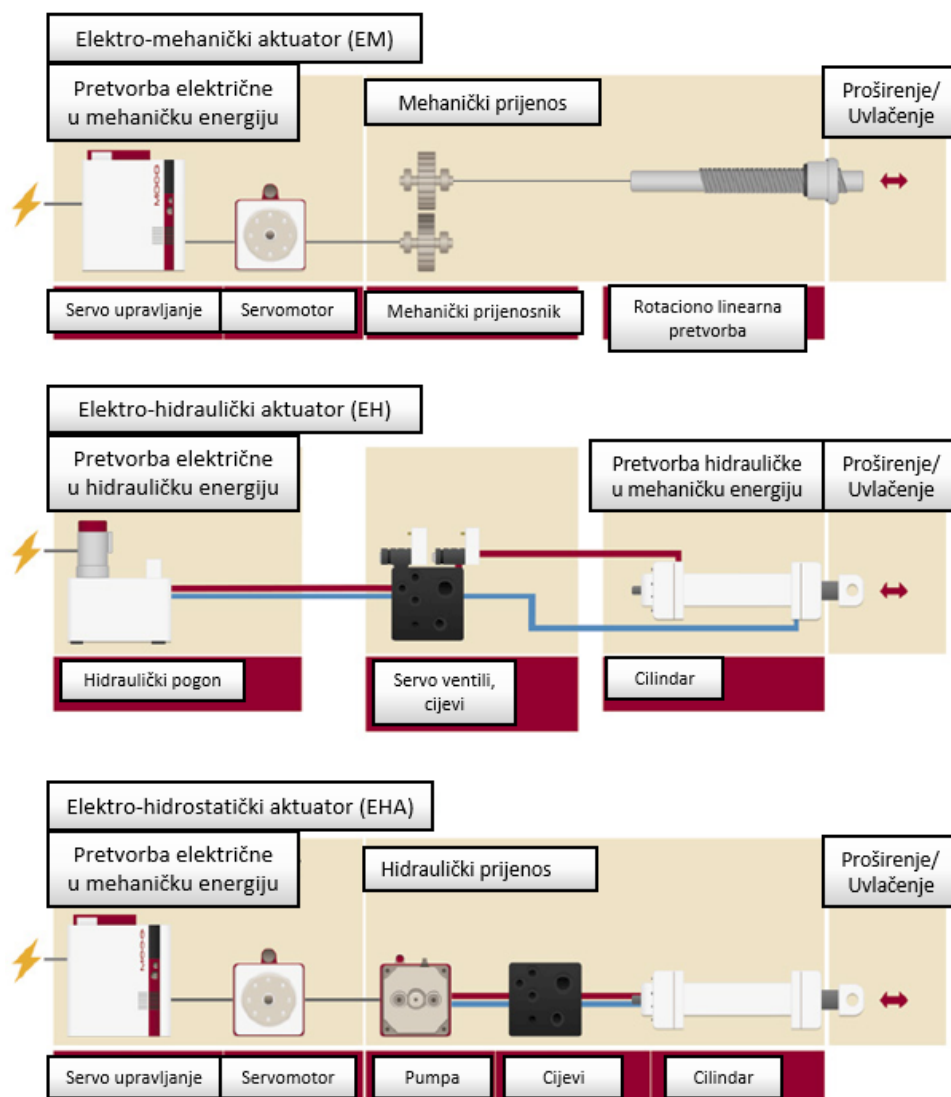 Elektro-mehanički aktuator (EM)
Pretvorba električne
u mehaničku energiju
Mehanički prijenos
Proširenje/
Uvlačenje
MOOG
Servo upravljanje
Servomotor
Mehanički prijenosnik
Rotaciono linearna
pretvorba
Elektro-hidraulički aktuator (EH)
Pretvorba električne
u hidrauličku energiju
Pretvorba hidrauličke
u mehaničku energiju
Proširenje/
Uvlačenje
Hidraulički pogon
Servo ventili,
cijevi
Cilindar
Elektro-hidrostatički aktuator (EHA)
Pretvorba električne
u mehaničku energiju
Hidraulički prijenos
Proširenje/
Uvlačenje
MOOG
Servo upravljanje
Servomotor
Pumpa
Cijevi
Cilindar